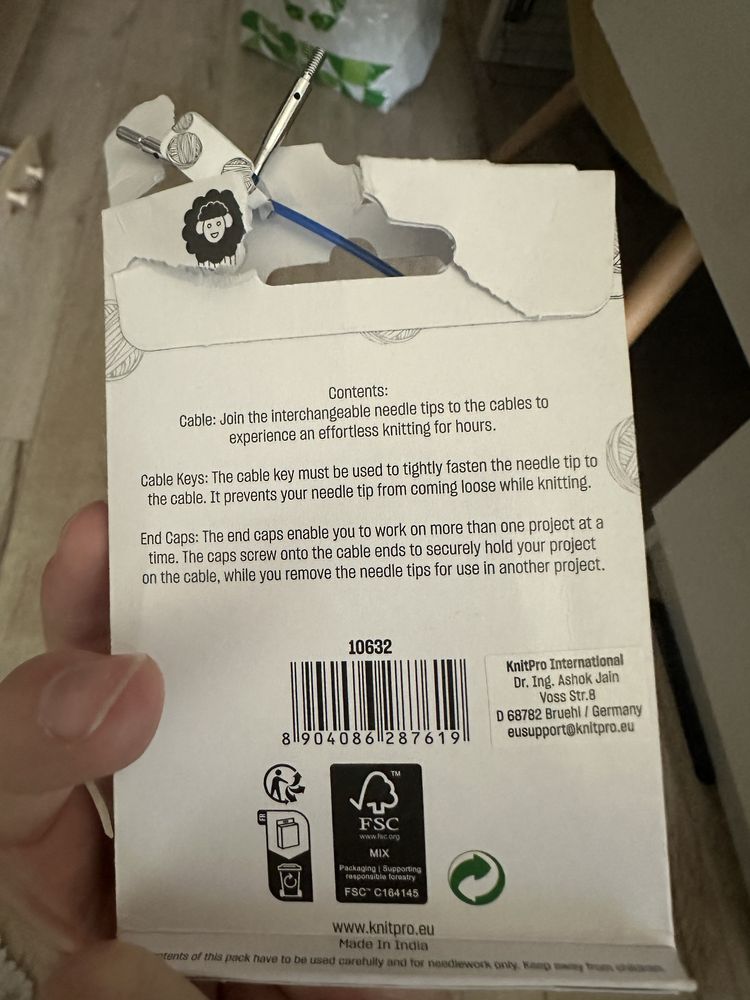 Contents:
Cable: Join the interchangeable needle tips to the cables to
experience an effortless knitting for hours.
Cable Keys: The cable key must be used to tightly fasten the needle tip to
the cable. It prevents your needle tip from coming loose while knitting.
End Caps: The end caps enable you to work on more than one project at a
time. The caps screw onto the cable ends to securely hold your project
on the cable, while you remove the needle tips for use in another project.
10632
8 904086 287619
KnitPro International
Dr. Ing. Ashok Jain
Voss Str.8
D 68782 Bruehl / Germany
eusupport@knitpro.eu
FR
TM
FSC
www.fsc.org
MIX
Packaging | Supporting
responsible forestry
FSC™ C164145
www.knitpro.eu
Made In India
of this pack have to be used carefully and for needlework only. Keep away from children.